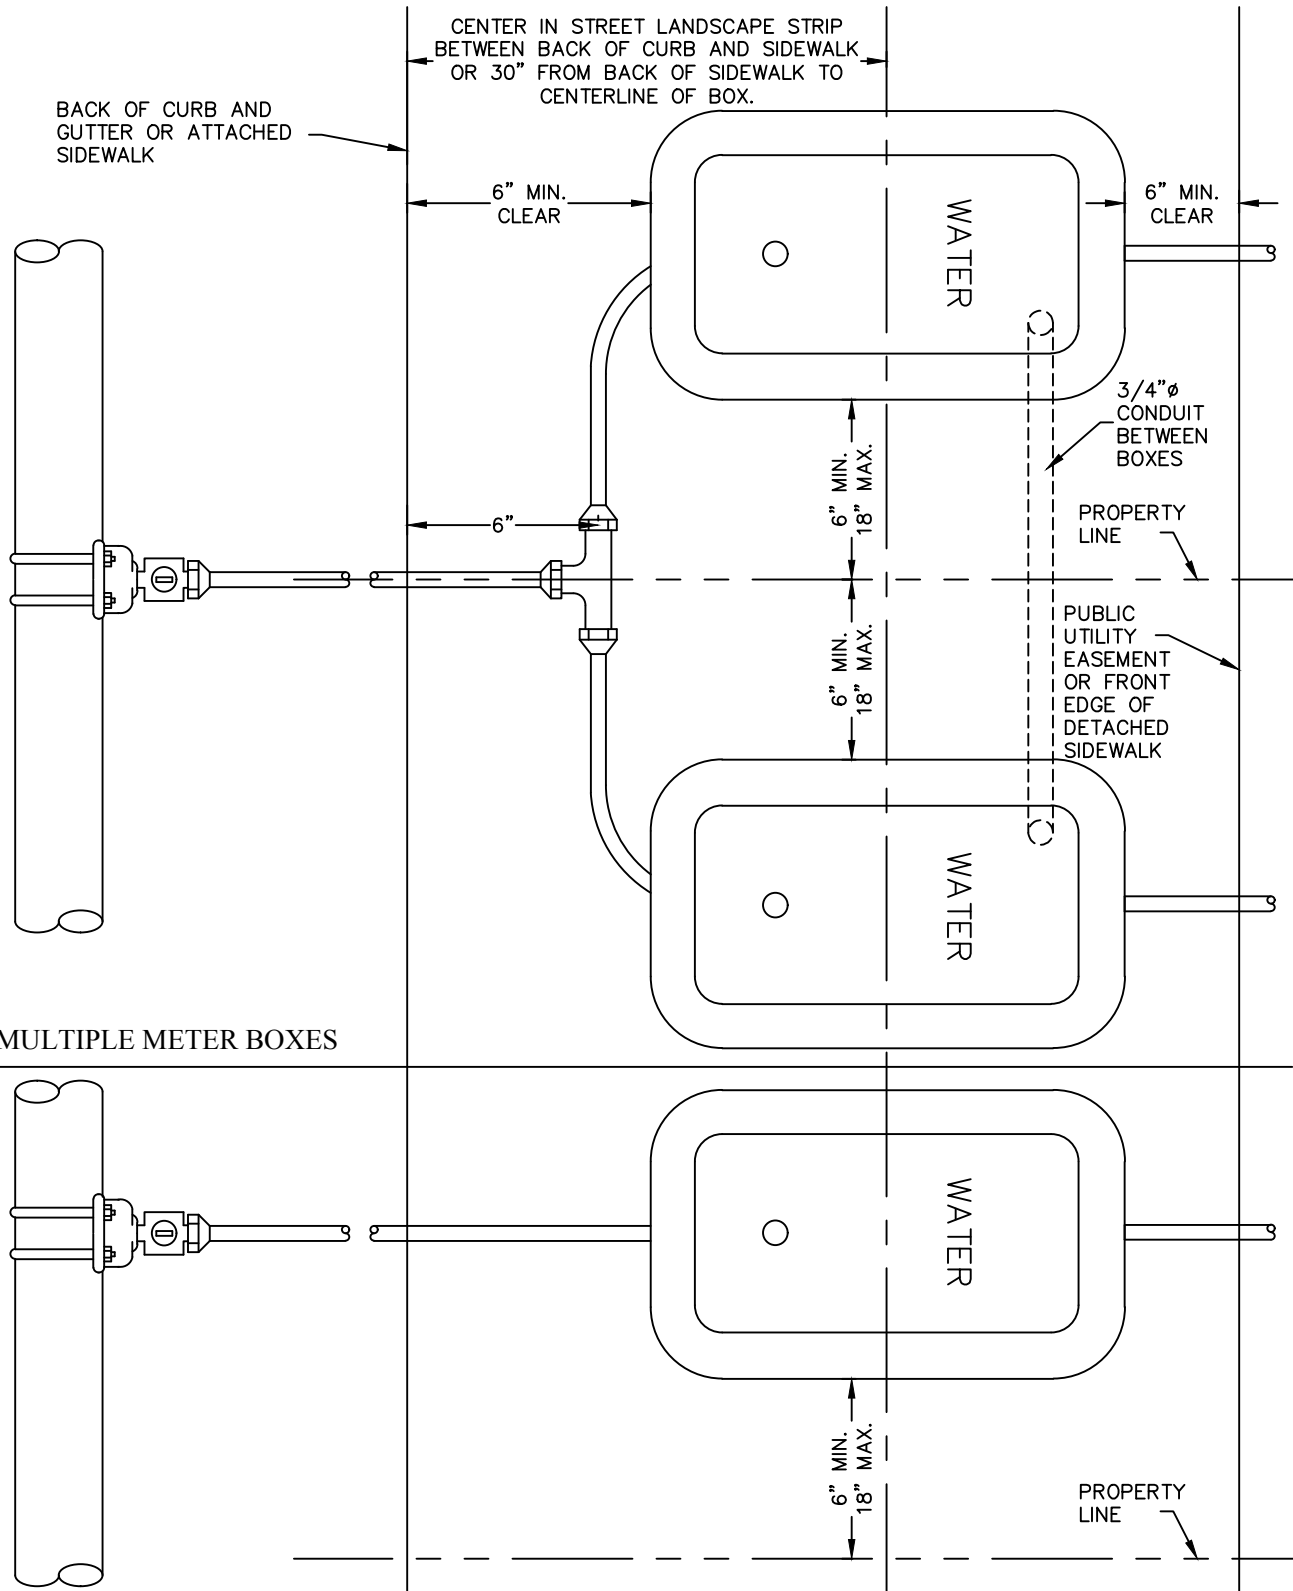 CENTER IN STREET LANDSCAPE STRIP
BETWEEN BACK OF CURB AND SIDEWALK
OR 30" FROM BACK OF SIDEWALK TO
CENTERLINE OF BOX.
BACK OF CURB AND
GUTTER OR ATTACHED
SIDEWALK
6" MIN.
CLEAR
6" MIN.
CLEAR
WATER
3/4"ø
CONDUIT
BETWEEN
BOXES
6" MIN.
18" MAX.
6"
PROPERTY
LINE
6" MIN.
18" MAX.
PUBLIC
UTILITY
EASEMENT
OR FRONT
EDGE OF
DETACHED
SIDEWALK
WATER
MULTIPLE METER BOXES
WATER
6" MIN.
18" MAX.
PROPERTY
LINE